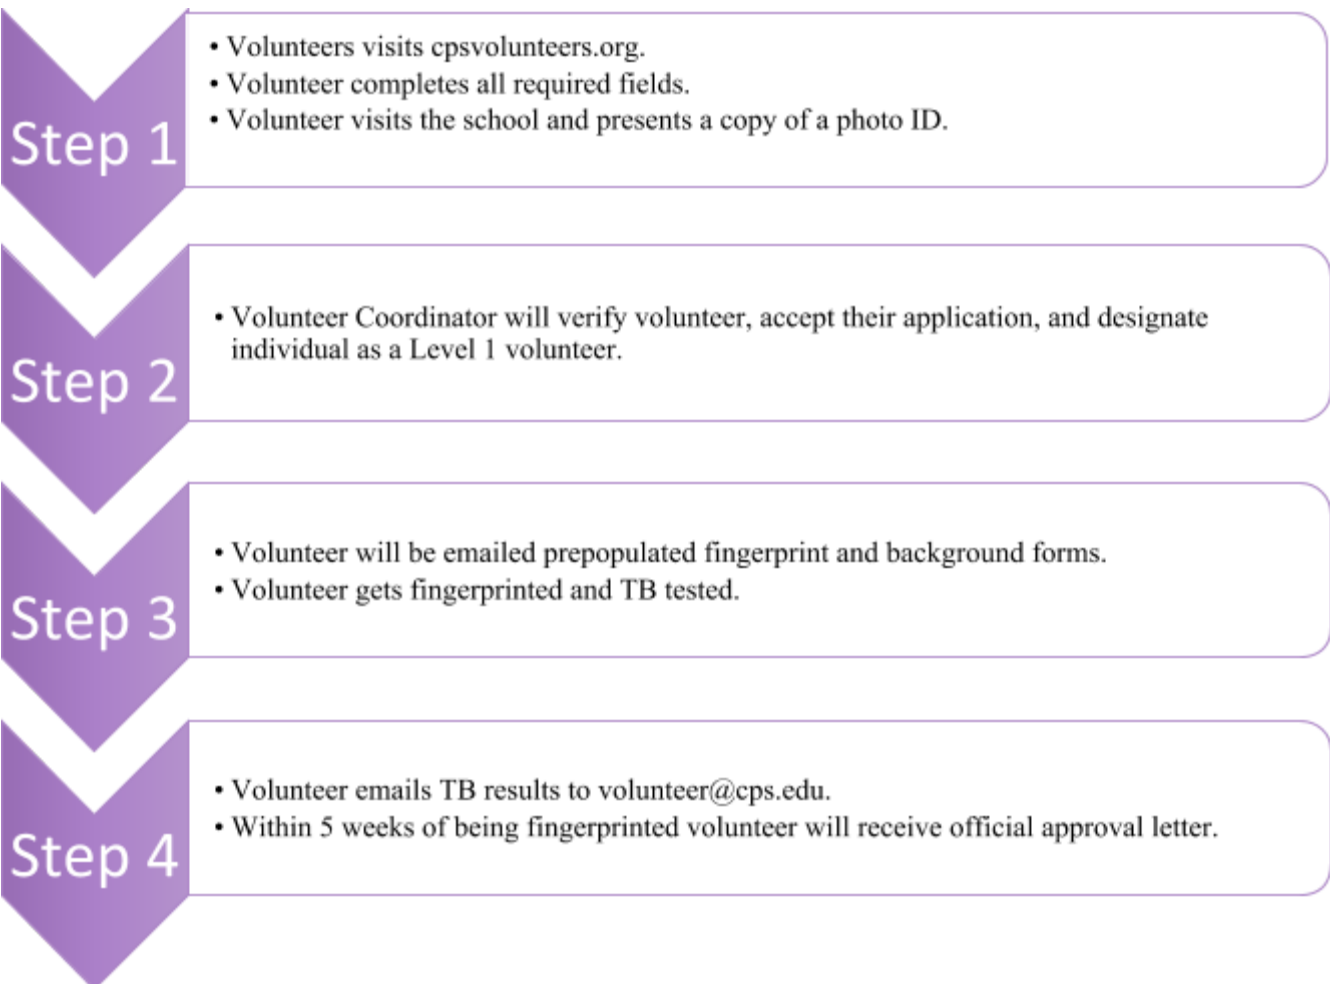 Step 1
• Volunteers visits cpsvolunteers.org.
• Volunteer completes all required fields.
• Volunteer visits the school and presents a copy of a photo ID.
Step 2
• Volunteer Coordinator will verify volunteer, accept their application, and designate
individual as a Level 1 volunteer.
Step 3
• Volunteer will be emailed prepopulated fingerprint and background forms.
• Volunteer gets fingerprinted and TB tested.
Step 4
• Volunteer emails TB results to volunteer@cps.edu.
• Within 5 weeks of being fingerprinted volunteer will receive official approval letter.